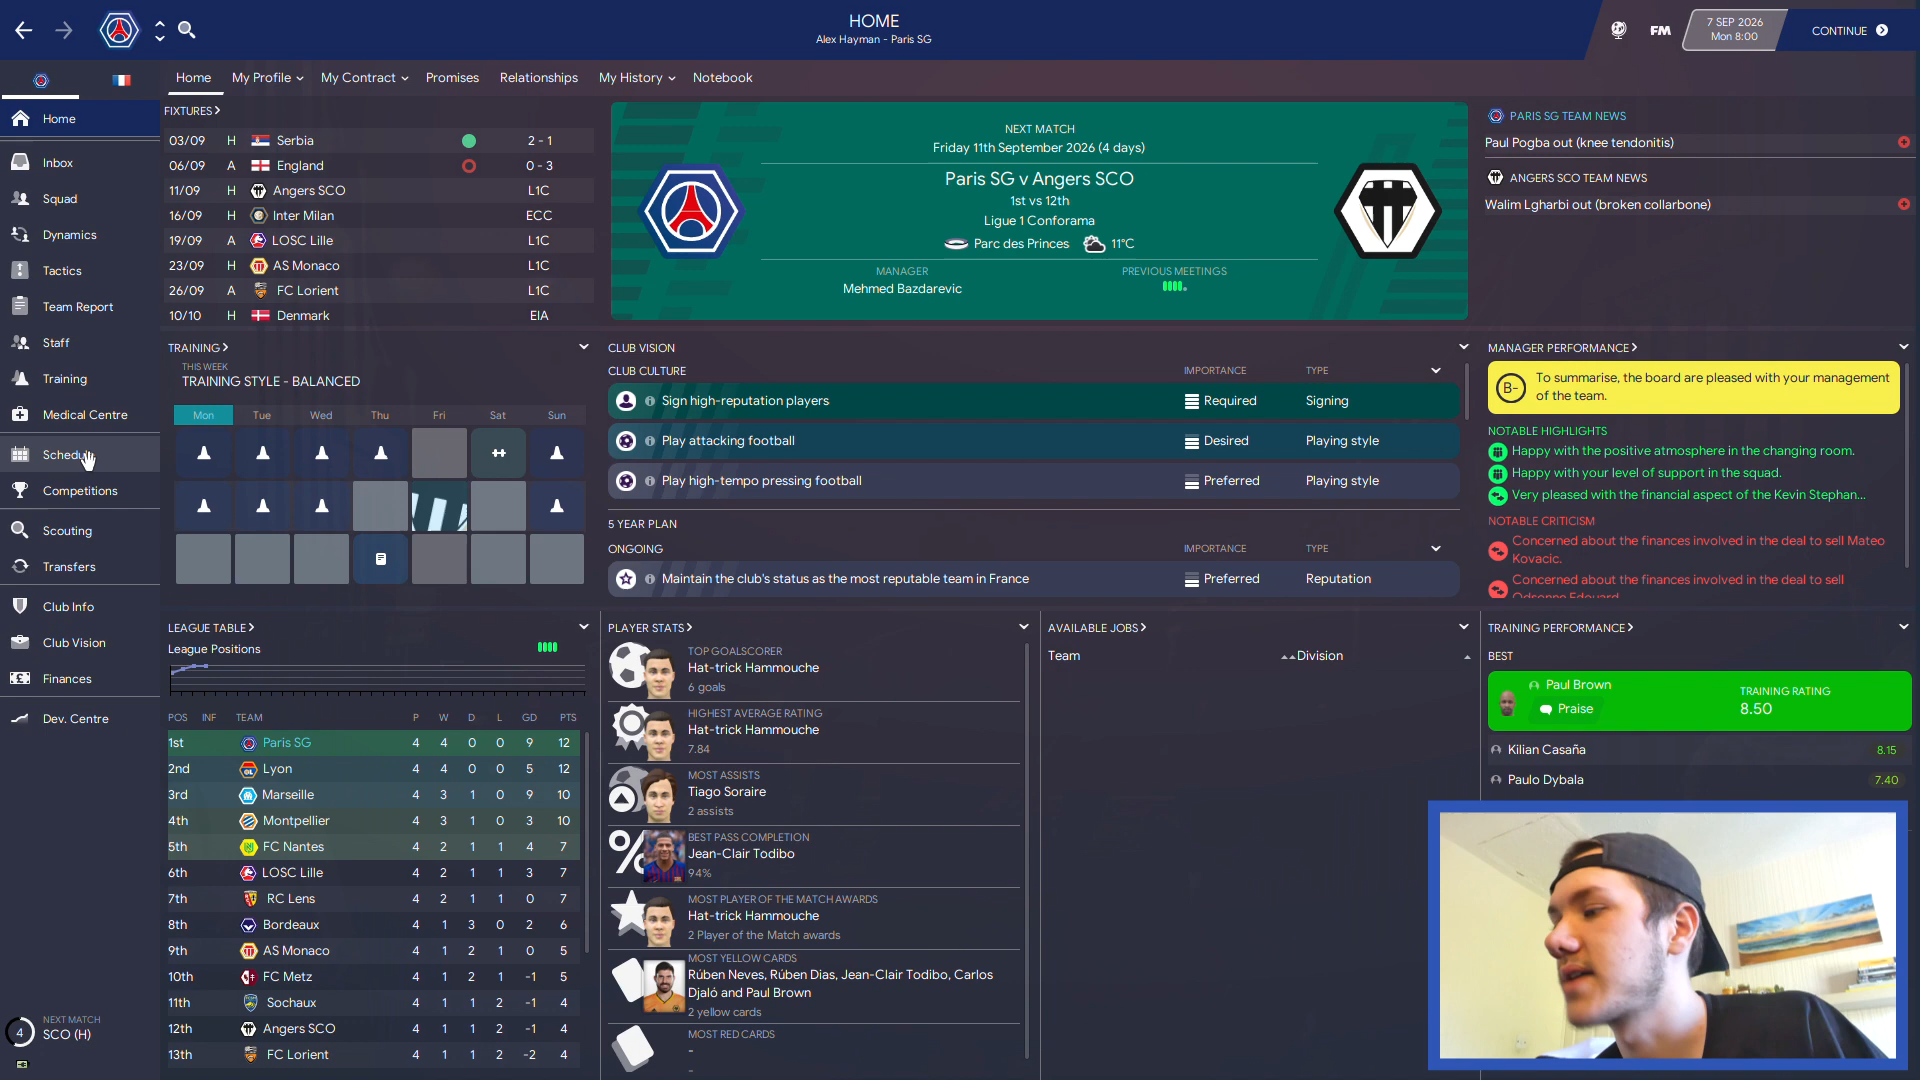 HOME
Alex Hayman - Paris SG
FM
7 SEP 2026
Mon 8:00
CONTINUE
Home
My Profile
My Contract
Promises
Relationships
My History
Notebook
Home
Inbox
Squad
Dynamics
Tactics
Team Report
Staff
Training
Medical Centre
Schedu
Competitions
Scouting
Transfers
Club Info
Club Vision
Finances
Dev. Centre
4
NEXT MATCH
SCO (H)
FIXTURES
03/09 H Serbia 2 - 1
06/09 A England 0 - 3
11/09 H Angers SCO L1C
16/09 H Inter Milan ECC
19/09 A LOSC Lille L1C
23/09 H AS Monaco L1C
26/09 A FC Lorient L1C
10/10 H Denmark EIA
NEXT MATCH
Friday 11th September 2026 (4 days)
Paris SG v Angers SCO
1st vs 12th
Ligue 1 Conforama
Parc des Princes 11°C
MANAGER
Mehmed Bazdarevic
PREVIOUS MEETINGS
PARIS SG TEAM NEWS
Paul Pogba out (knee tendonitis)
ANGERS SCO TEAM NEWS
Walim Lgharbi out (broken collarbone)
TRAINING
THIS WEEK
TRAINING STYLE - BALANCED
Mon Tue Wed Thu Fri Sat Sun
CLUB VISION
CLUB CULTURE IMPORTANCE TYPE
Sign high-reputation players Required Signing
Play attacking football Desired Playing style
Play high-tempo pressing football Preferred Playing style
5 YEAR PLAN
ONGOING IMPORTANCE TYPE
Maintain the club's status as the most reputable team in France Preferred Reputation
MANAGER PERFORMANCE
B-
To summarise, the board are pleased with your management
of the team.
NOTABLE HIGHLIGHTS
Happy with the positive atmosphere in the changing room.
Happy with your level of support in the squad.
Very pleased with the financial aspect of the Kevin Stephan...
NOTABLE CRITICISM
Concerned about the finances involved in the deal to sell Mateo
Kovacic.
Concerned about the finances involved in the deal to sell
Odsonne Edouard
LEAGUE TABLE
League Positions
POS INF TEAM P W D L GD PTS
1st Paris SG 4 4 0 0 9 12
2nd Lyon 4 4 0 0 5 12
3rd Marseille 4 3 1 0 9 10
4th Montpellier 4 3 1 0 3 10
5th FC Nantes 4 2 1 1 4 7
6th LOSC Lille 4 2 1 1 3 7
7th RC Lens 4 2 1 1 0 7
8th Bordeaux 4 1 3 0 2 6
9th AS Monaco 4 1 2 1 0 5
10th FC Metz 4 1 2 1 -1 5
11th Sochaux 4 1 1 2 -1 4
12th Angers SCO 4 1 1 2 -1 4
13th FC Lorient 4 1 1 2 -2 4
PLAYER STATS
TOP GOALSCORER
Hat-trick Hammouche
6 goals
HIGHEST AVERAGE RATING
Hat-trick Hammouche
7.84
MOST ASSISTS
Tiago Soraire
2 assists
BEST PASS COMPLETION
Jean-Clair Todibo
94%
MOST PLAYER OF THE MATCH AWARDS
Hat-trick Hammouche
2 Player of the Match awards
MOST YELLOW CARDS
Rúben Neves, Rúben Dias, Jean-Clair Todibo, Carlos
Djaló and Paul Brown
2 yellow cards
MOST RED CARDS
-
-
AVAILABLE JOBS
Team Division
TRAINING PERFORMANCE
BEST
Paul Brown
Praise
TRAINING RATING
8.50
Kilian Casaña 8.15
Paulo Dybala 7.40